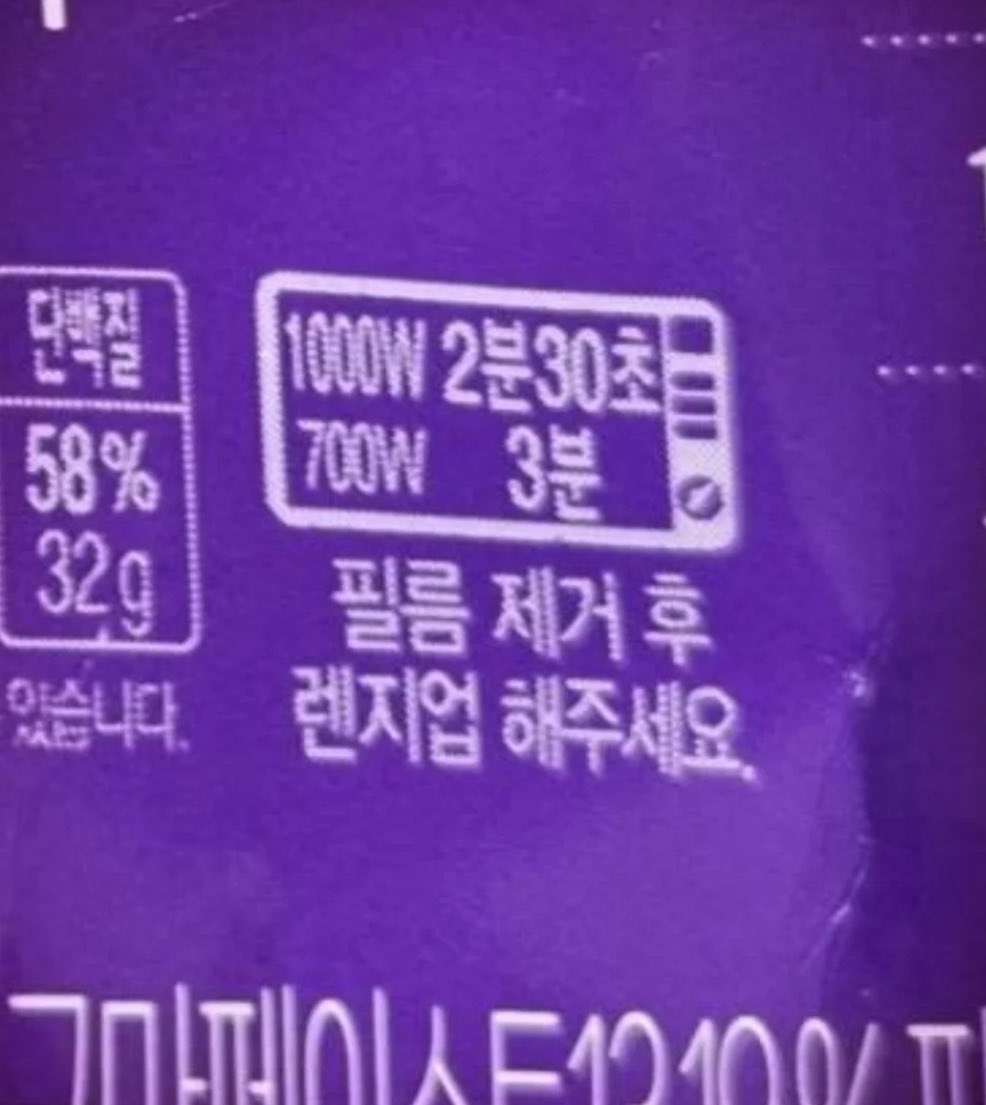 단백질
58%
32g
있습니다.
1000W 2분30초
700W 3분
필름 제거 후
렌지업 해주세요.